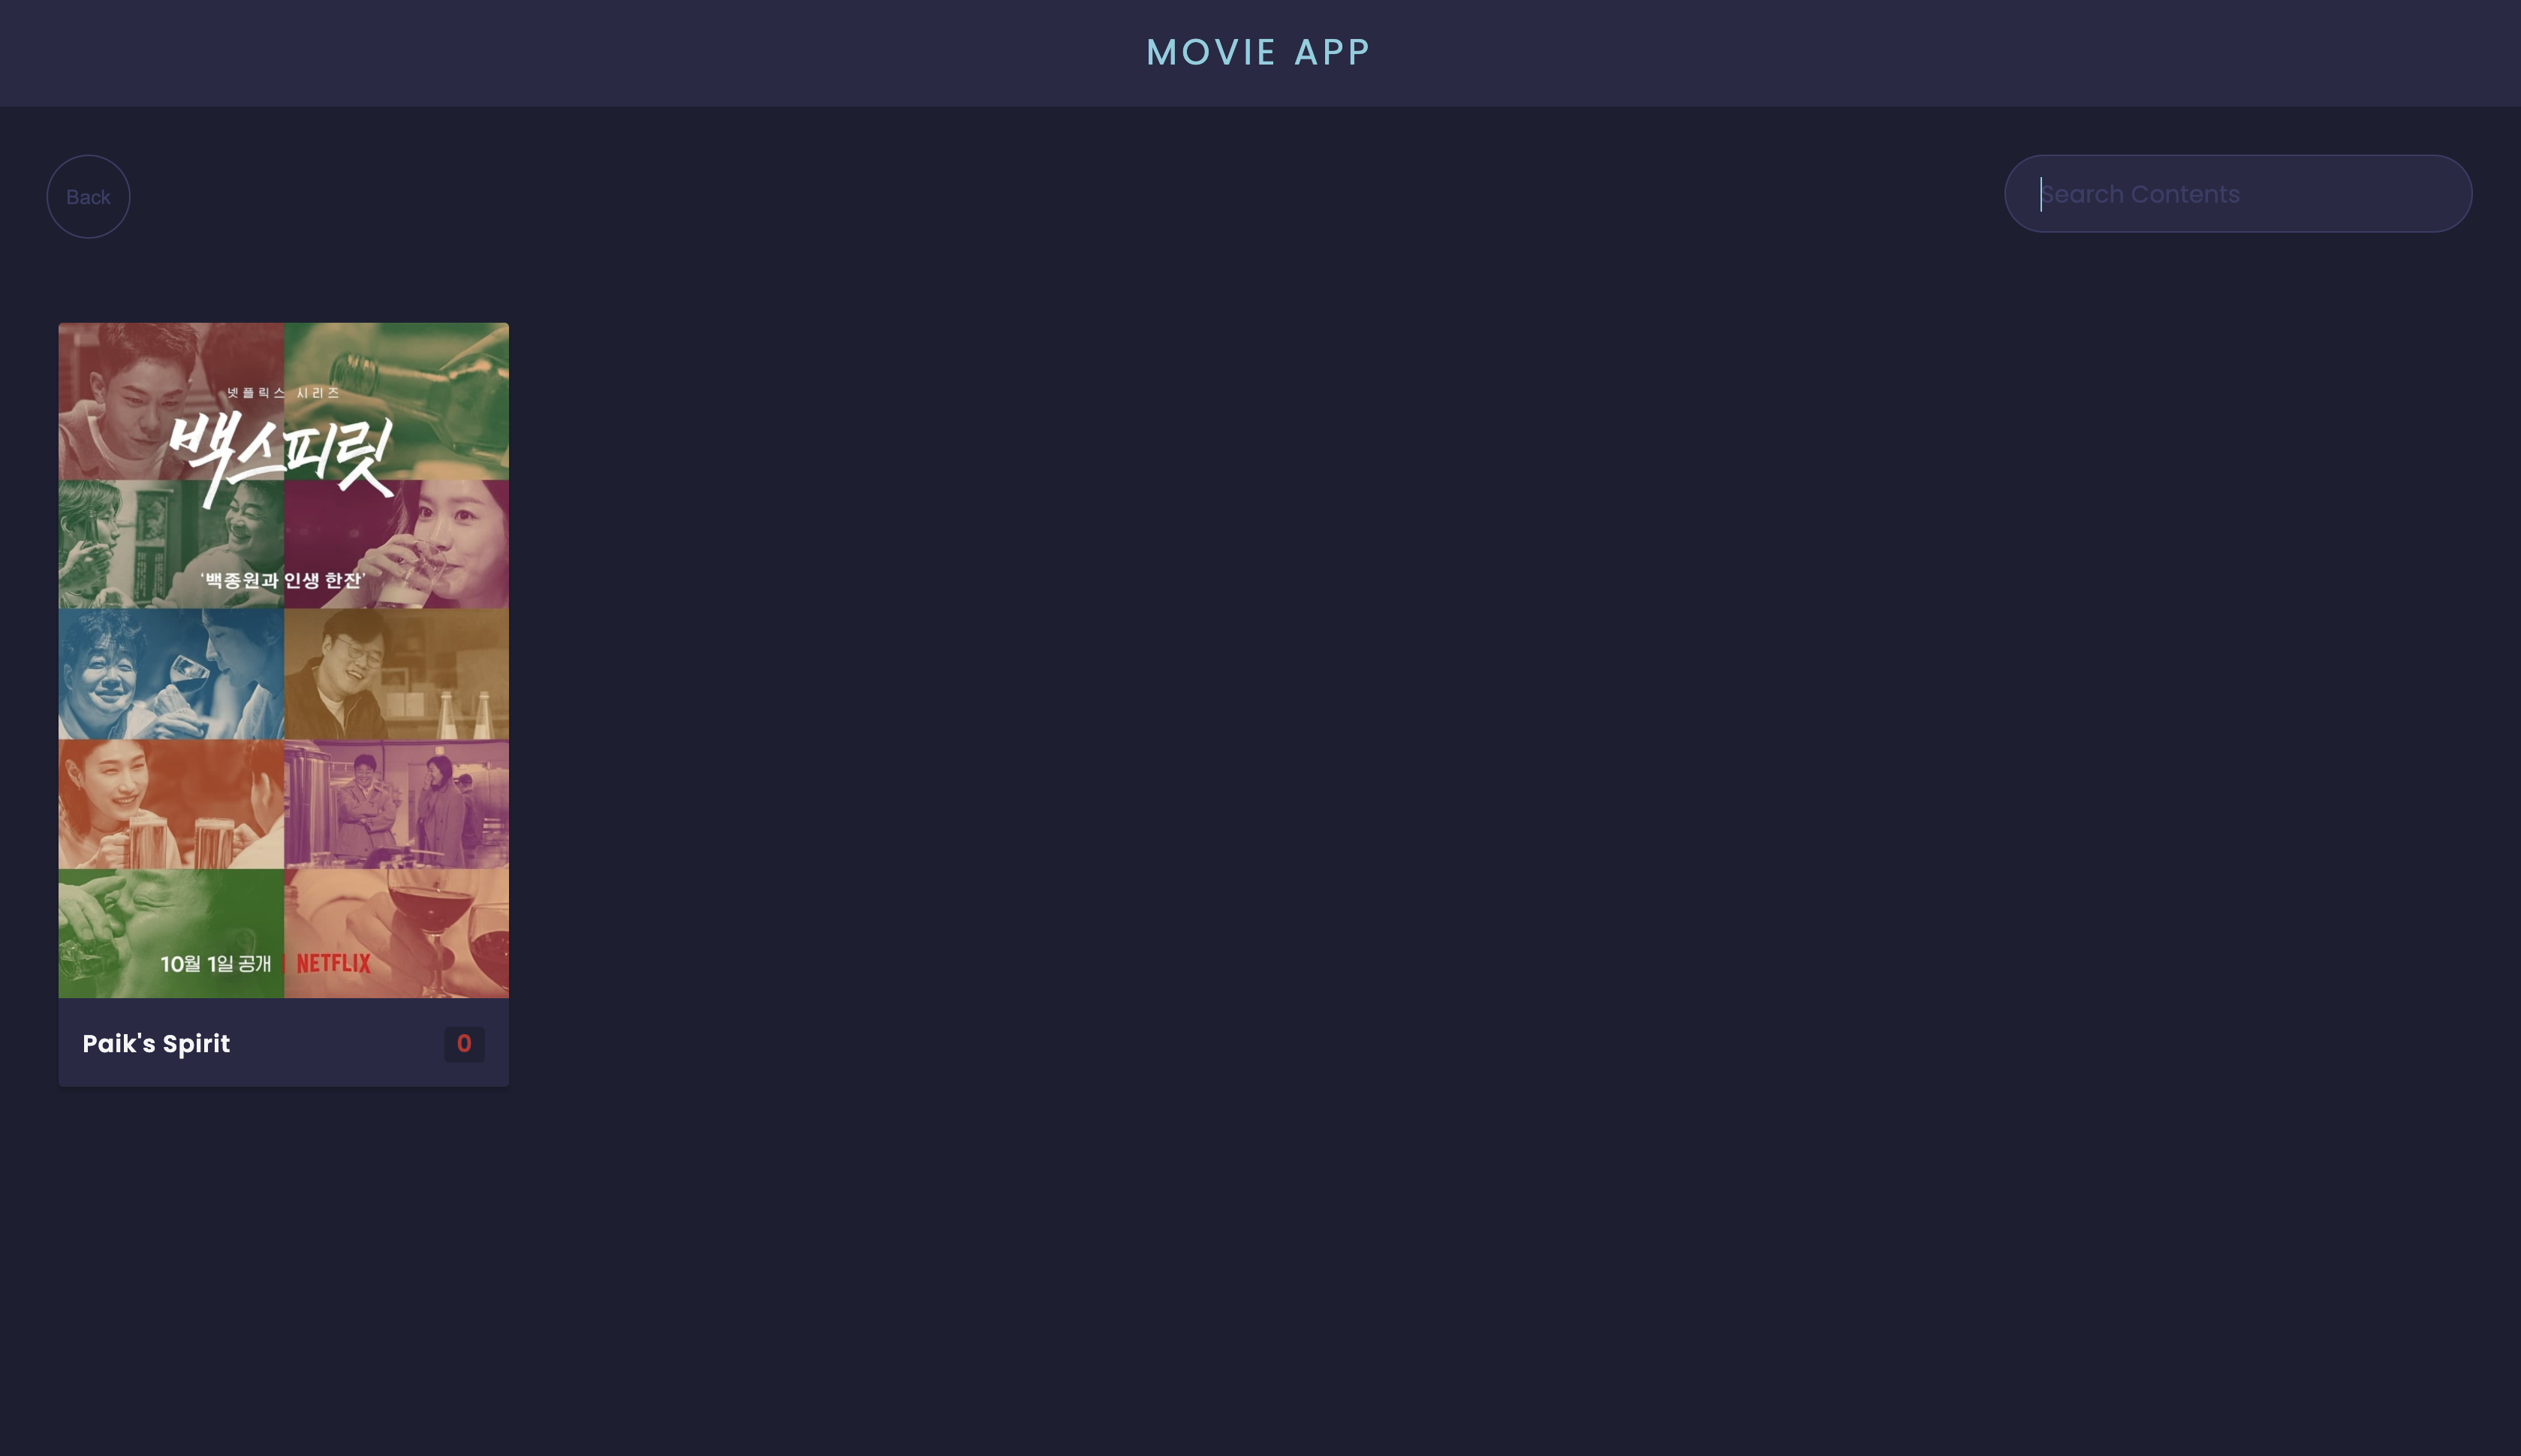 MOVIE APP
Back
Search Contents
넷플릭스 시리즈
백스피릿
‘백종원과 인생 한잔’
10월 1일 공개 | NETFLIX
Paik's Spirit
0